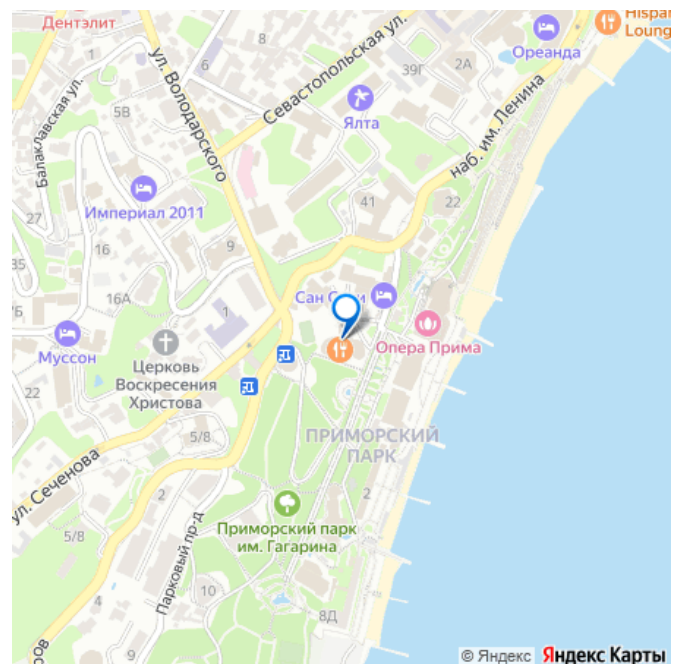 Дентэлит
Hispan
Loung
8
Ореанда
Севастопольская ул.
6
39Г
2А
ул. Володарского
Балаклавская ул.
1
5В
Ялта
наб. им. Ленина
27
Империал 2011
41
22
16
9
35
16А
1
Сан
Опера Прима
Муссон
Церковь
Воскресения
Христова
22
5/8
ПРИМОРСКИЙ
ПАРК
ул. Сеченова
2
2
5/8
Приморский парк
им. Гагарина
Парковый пр-д
10
4
8Д
9
ров
© Яндекс Яндекс Карты